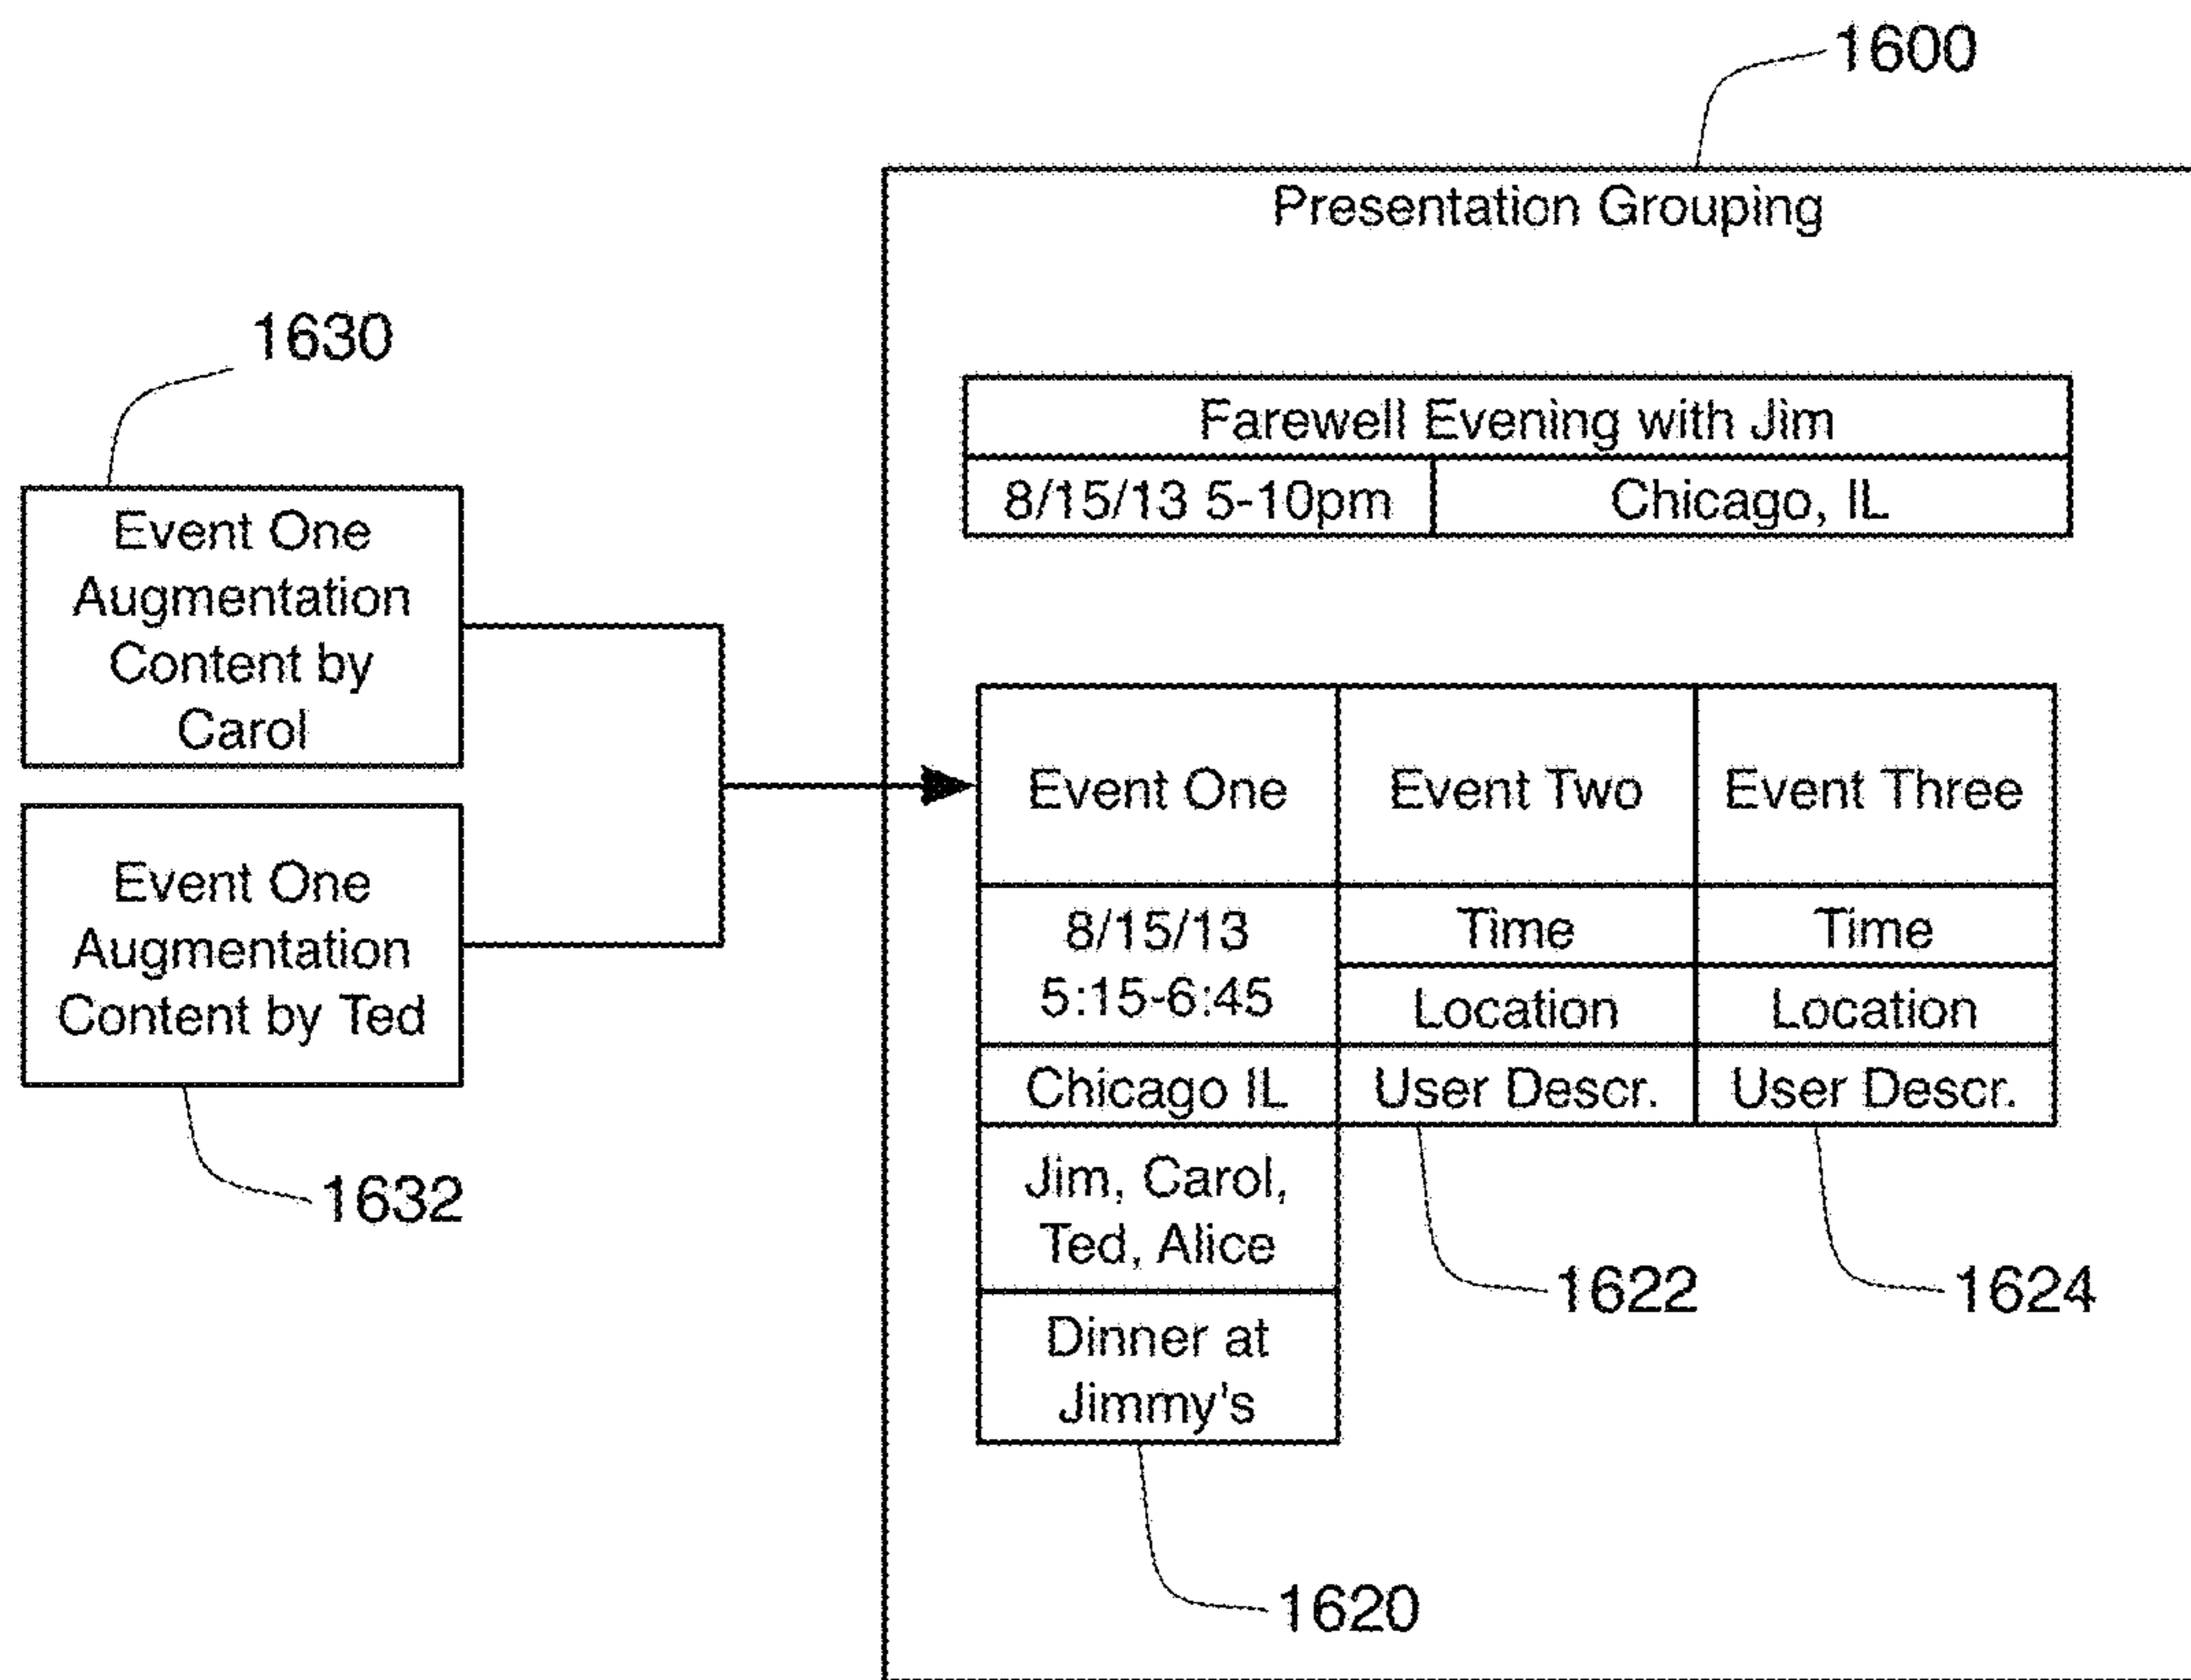 1600
Presentation Grouping
1630
Farewell Evening with Jim
8/15/13 5-10pm
Chicago, IL
Event One
Augmentation
Content by
Carol
Event One
Augmentation
Content by Ted
1632
Event One
Event Two
Event Three
8/15/13
5:15-6:45
Time
Time
Location
Location
Chicago IL
User Descr.
User Descr.
Jim, Carol,
Ted, Alice
Dinner at
Jimmy's
1622
1624
1620